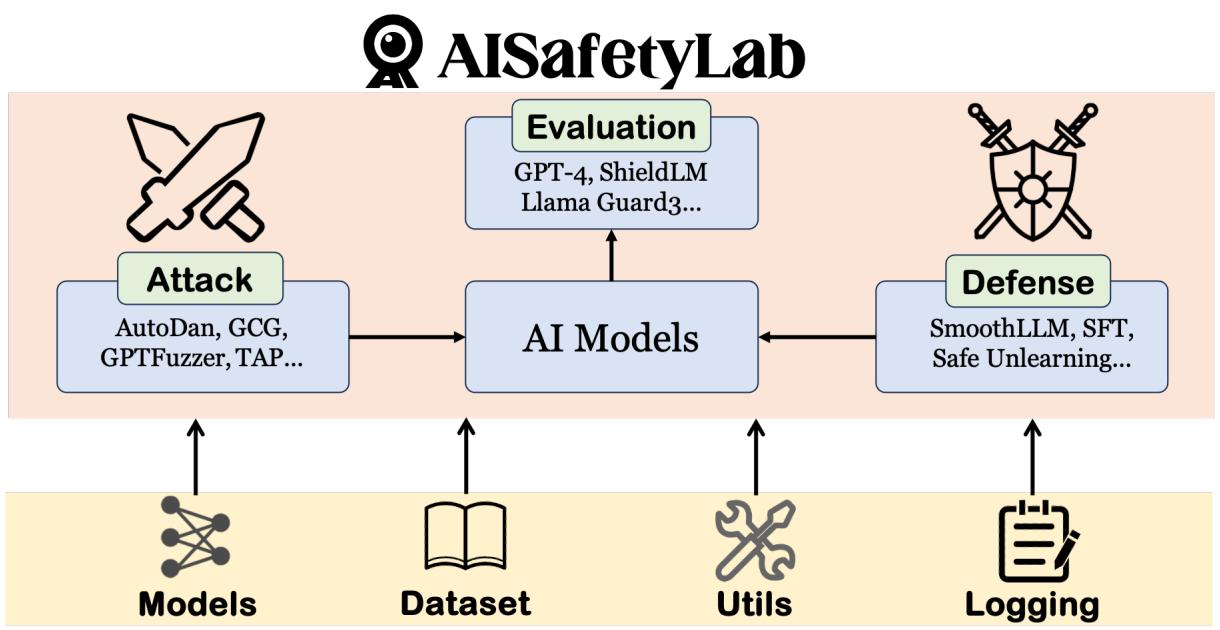 AISafetyLab
Evaluation
GPT-4, ShieldLM
Llama Guard3...
Attack
AutoDan, GCG,
GPTFuzzer, TAP...
AI Models
Defense
SmoothLLM, SFT,
Safe Unlearning...
Models
Dataset
Utils
Logging